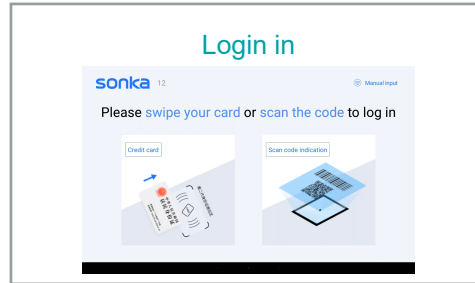 Login in
sonka 12
Manual input
Please swipe your card or scan the code to log in
Credit card
Scan code indication